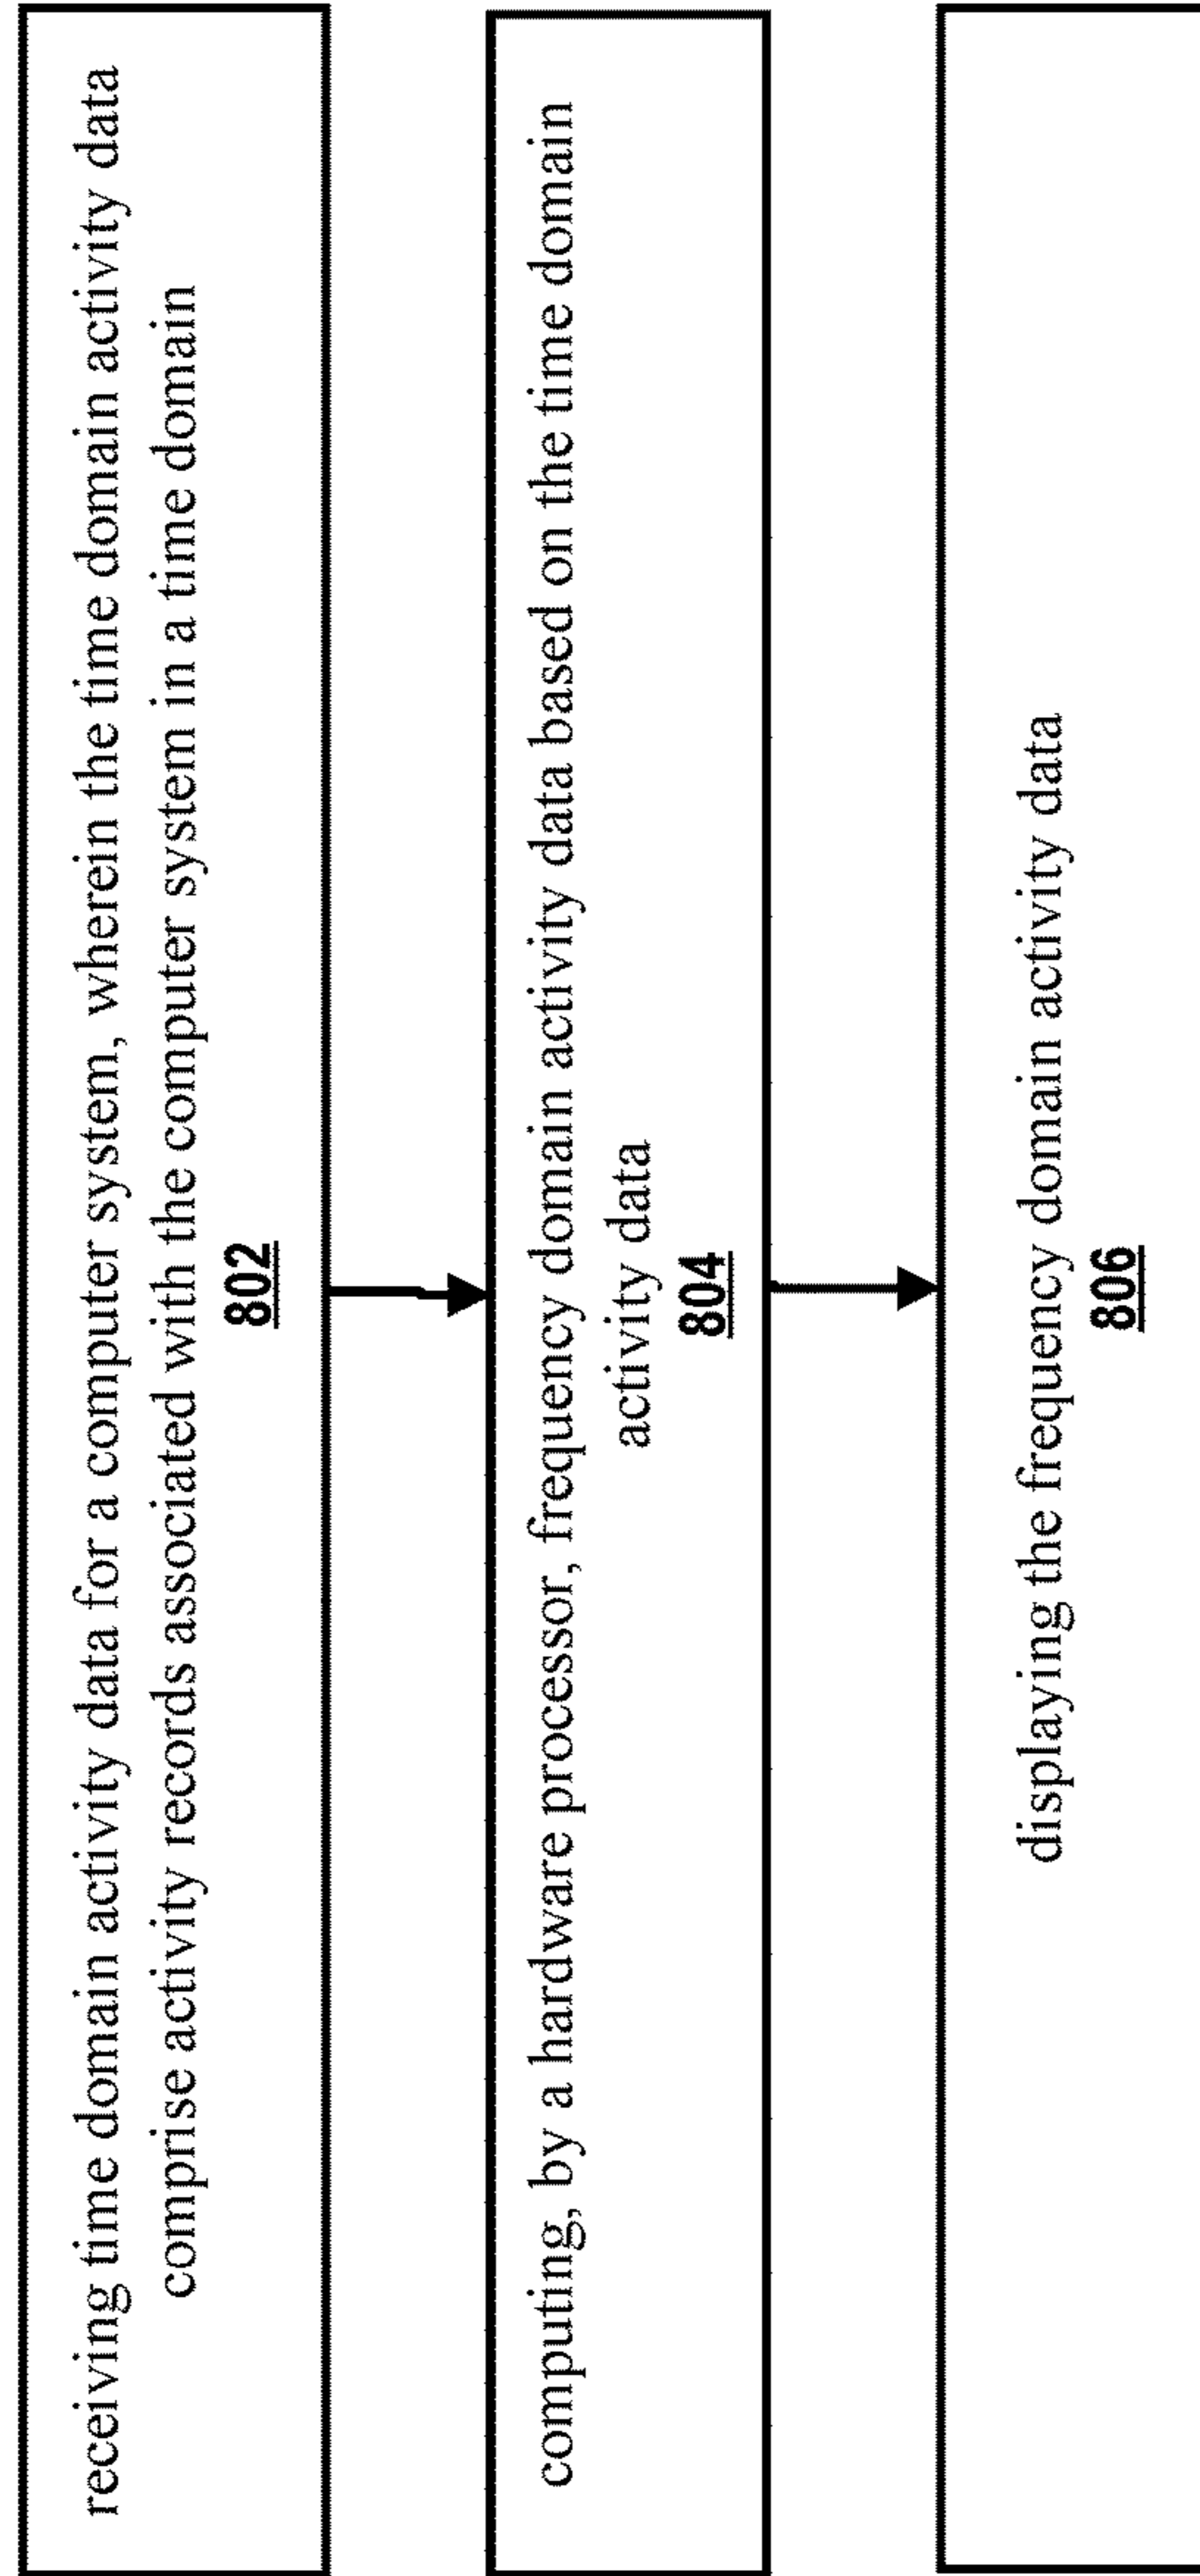 receiving time domain activity data for a computer system, wherein the time domain activity data
comprise activity records associated with the computer system in a time domain
802
computing, by a hardware processor, frequency domain activity data based on the time domain
activity data
804
displaying the frequency domain activity data
806